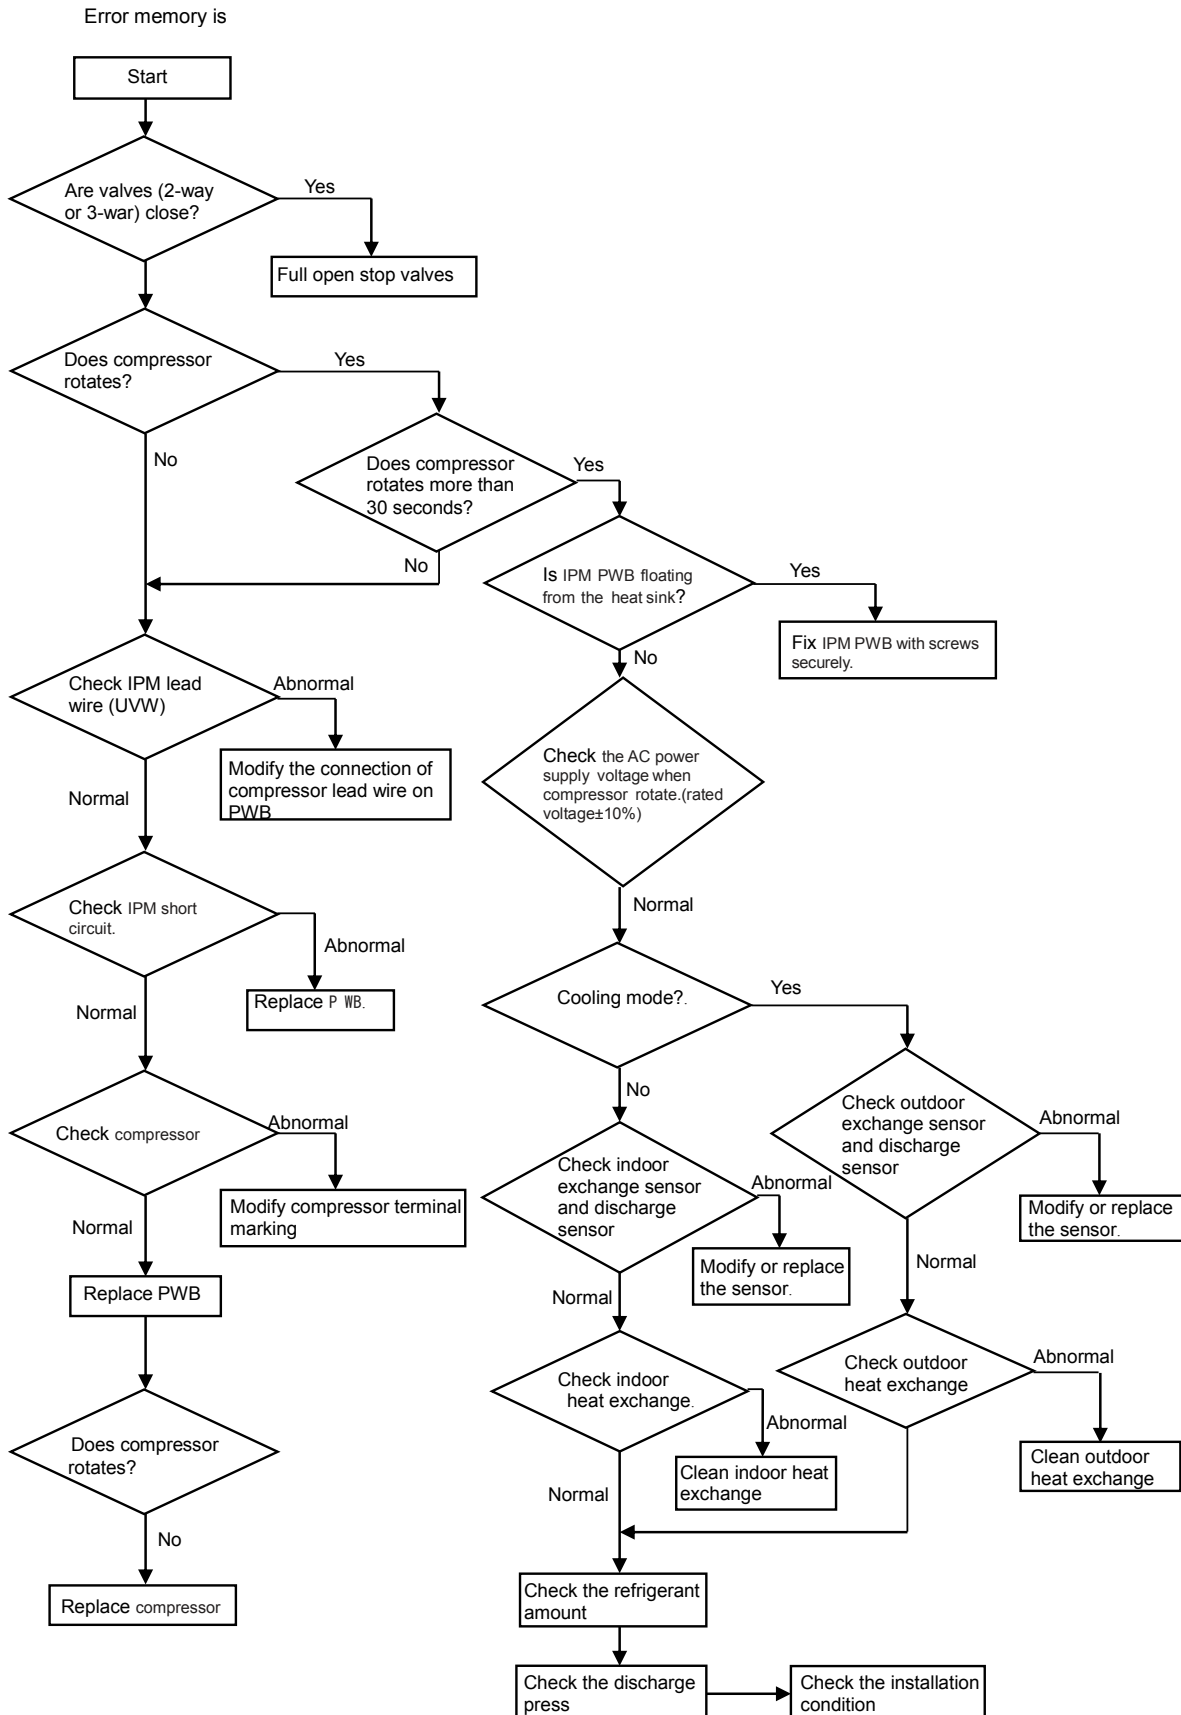 Error memory is
Start
Are valves (2-way
or 3-war) close?
Yes
Full open stop valves
Does compressor
rotates?
Yes
No
Does compressor
rotates more than
30 seconds?
Yes
No
Is IPM PWB floating
from the heat sink?
Yes
Fix IPM PWB with screws
securely.
No
Check IPM lead
wire (UVW)
Abnormal
Modify the connection of
compressor lead wire on
PWB
Normal
Check the AC power
supply voltage when
compressor rotate.(rated
voltage±10%)
Normal
Check IPM short
circuit.
Abnormal
Replace P WB.
Normal
Cooling mode?.
Yes
No
Check compressor
Abnormal
Modify compressor terminal
marking
Normal
Replace PWB
Does compressor
rotates?
No
Replace compressor
Check indoor
exchange sensor
and discharge
sensor
Abnormal
Modify or replace
the sensor.
Normal
Check indoor
heat exchange.
Abnormal
Clean indoor heat
exchange
Normal
Check outdoor
exchange sensor
and discharge
sensor
Abnormal
Modify or replace
the sensor.
Normal
Check outdoor
heat exchange
Abnormal
Clean outdoor
heat exchange
Check the refrigerant
amount
Check the discharge
press
Check the installation
condition